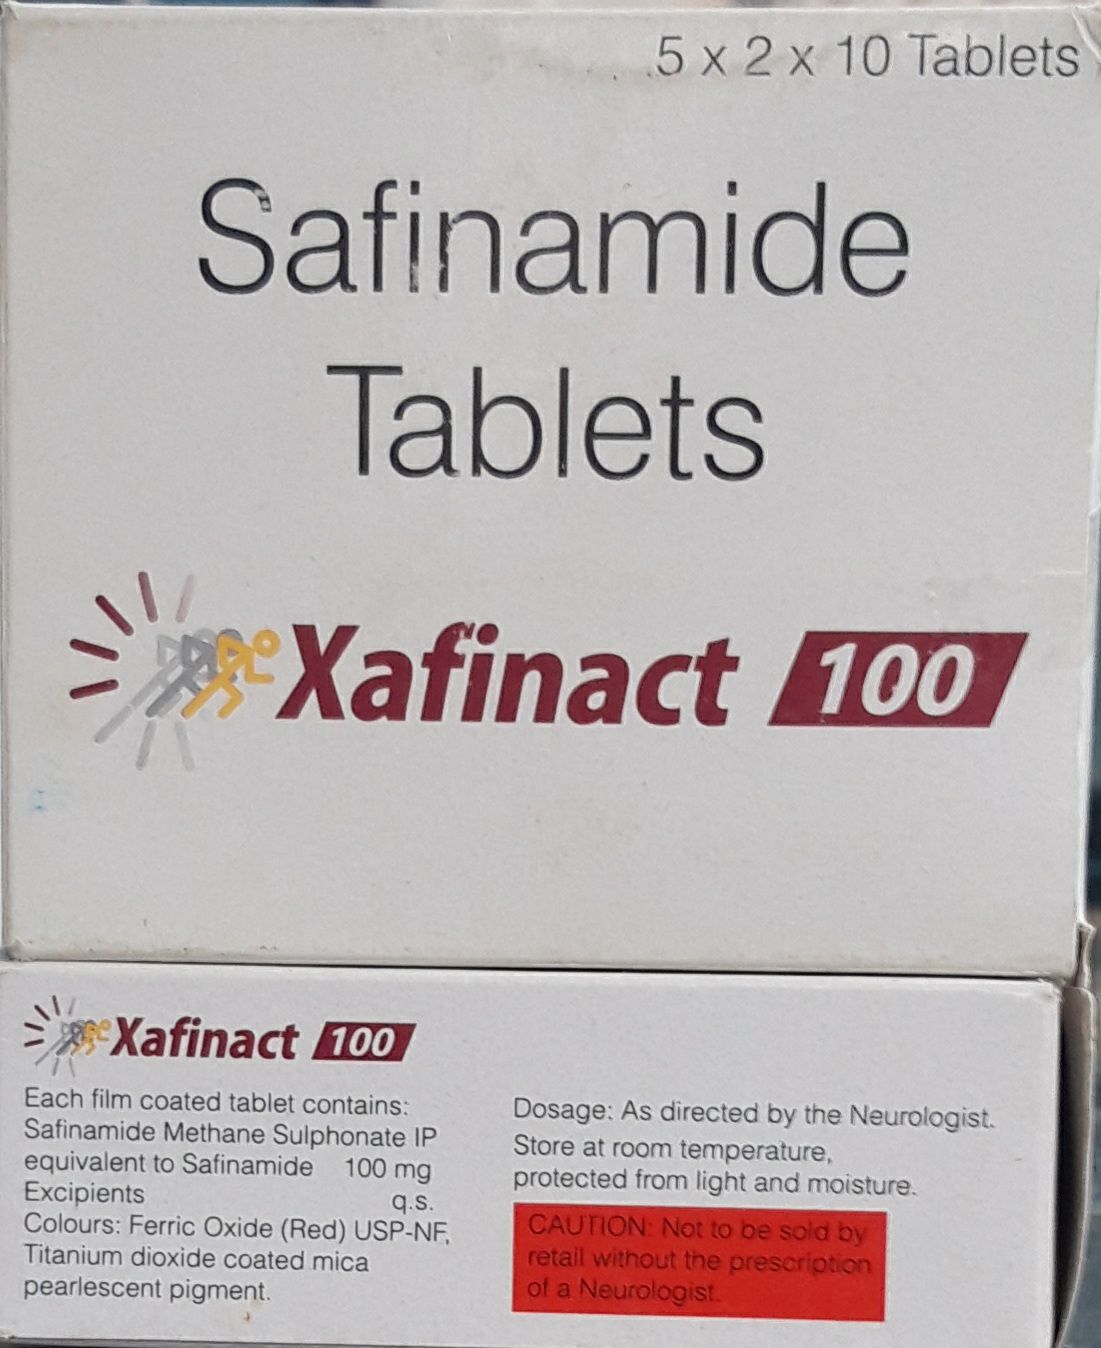 5 x 2 x 10 Tablets
Safinamide
Tablets
Xafinact 100
Xafinact 100
Each film coated tablet contains:
Safinamide Methane Sulphonate IP
equivalent to Safinamide 100 mg
Excipients q.s.
Colours: Ferric Oxide (Red) USP-NF,
Titanium dioxide coated mica
pearlescent pigment.
Dosage: As directed by the Neurologist.
Store at room temperature,
protected from light and moisture.
CAUTION: Not to be sold by
retail without the prescription
of a Neurologist.